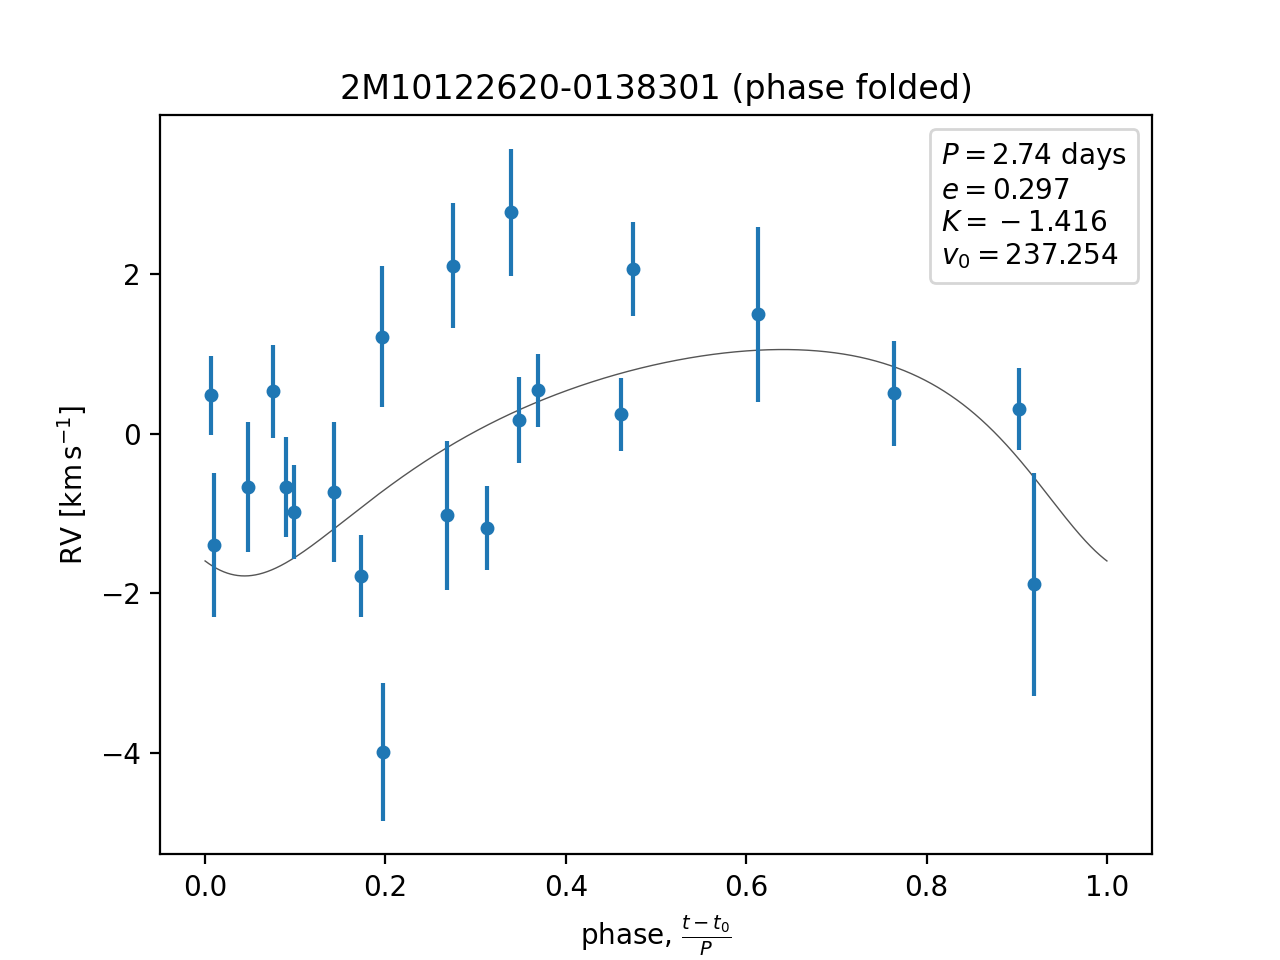 2M10122620-0138301 (phase folded)
P = 2.74 days
e = 0.297
K = −1.416
v₀ = 237.254
RV [km s⁻¹]
2
0
−2
−4
0.0 0.2 0.4 0.6 0.8 1.0
phase, (t − t₀)/P